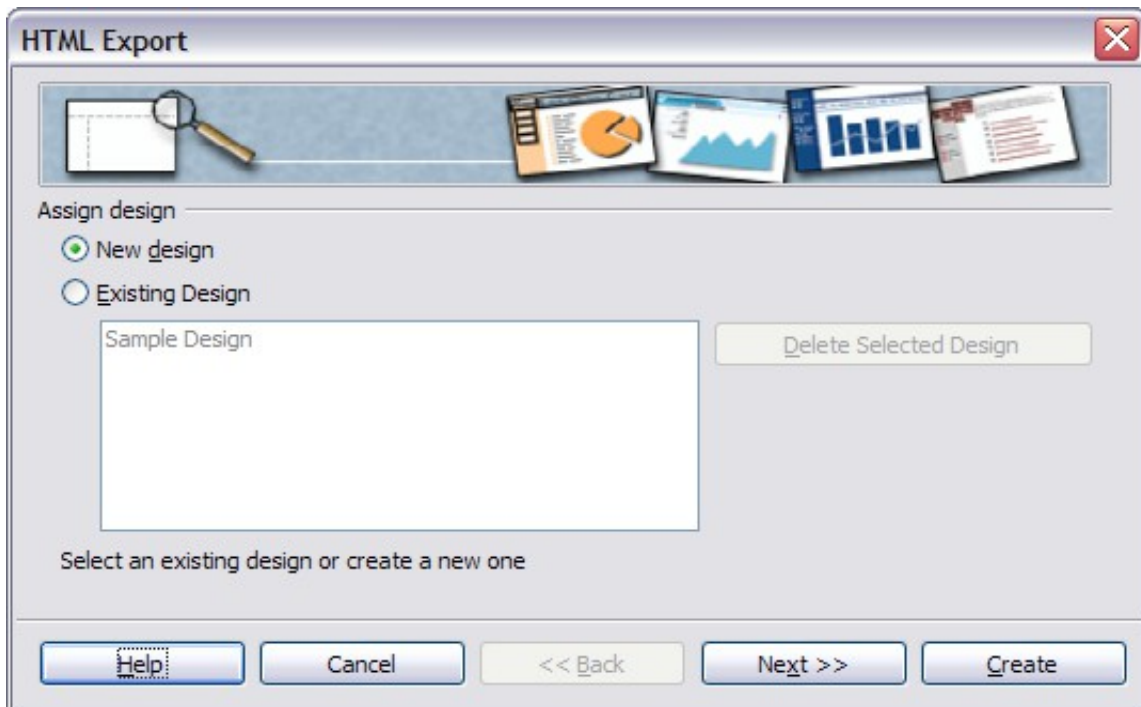 HTML Export
Assign design
New design
Existing Design
Sample Design
Delete Selected Design
Select an existing design or create a new one
Help Cancel << Back Next >> Create